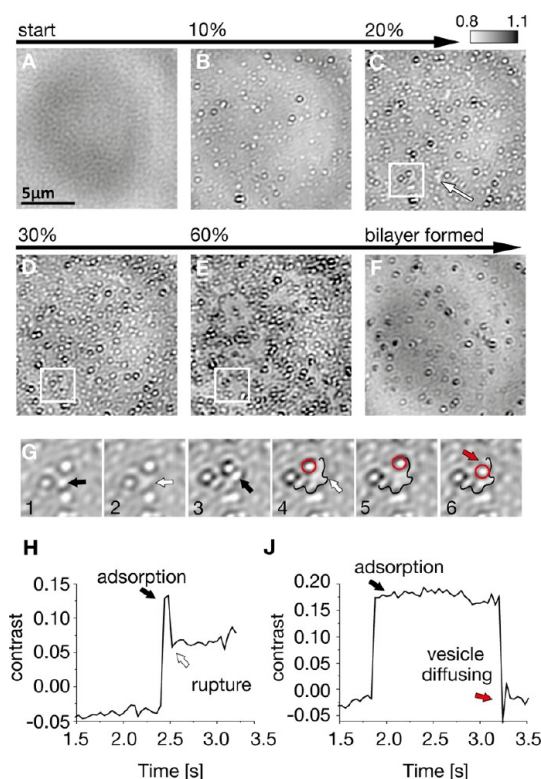 start 10% 20% 0.8 1.1
A B C
5μm
30% 60% bilayer formed
D E F
G
1 2 3 4 5 6
H J
adsorption adsorption
rupture
vesicle
diffusing
contrast contrast
0.15 0.10 0.05 0.00 -0.05
0.20 0.15 0.10 0.05 0.00 -0.05
1.5 2.0 2.5 3.0 3.5 1.5 2.0 2.5 3.0 3.5
Time [s] Time [s]